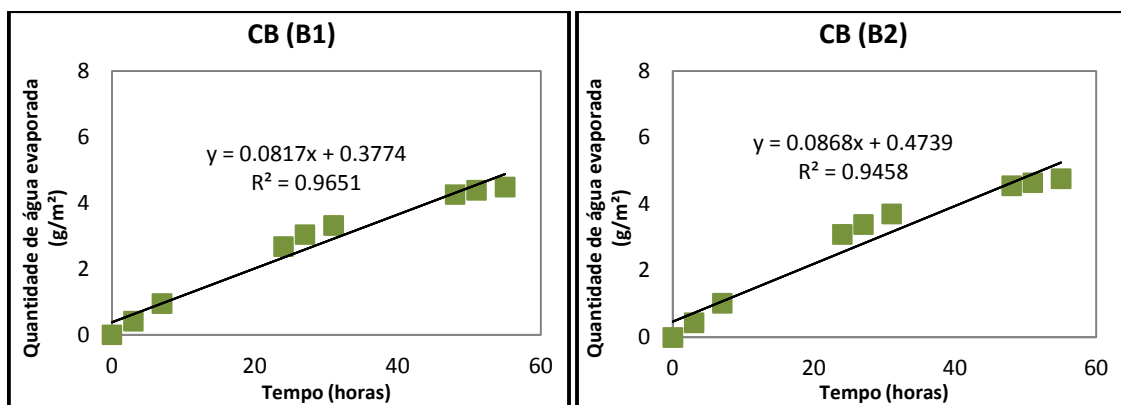 CB (B1)
Quantidade de água evaporada
(g/m²)
8
6
4
2
0
y = 0.0817x + 0.3774
R² = 0.9651
0
20
40
60
Tempo (horas)
CB (B2)
Quantidade de água evaporada
(g/m²)
8
6
4
2
0
y = 0.0868x + 0.4739
R² = 0.9458
0
20
40
60
Tempo (horas)